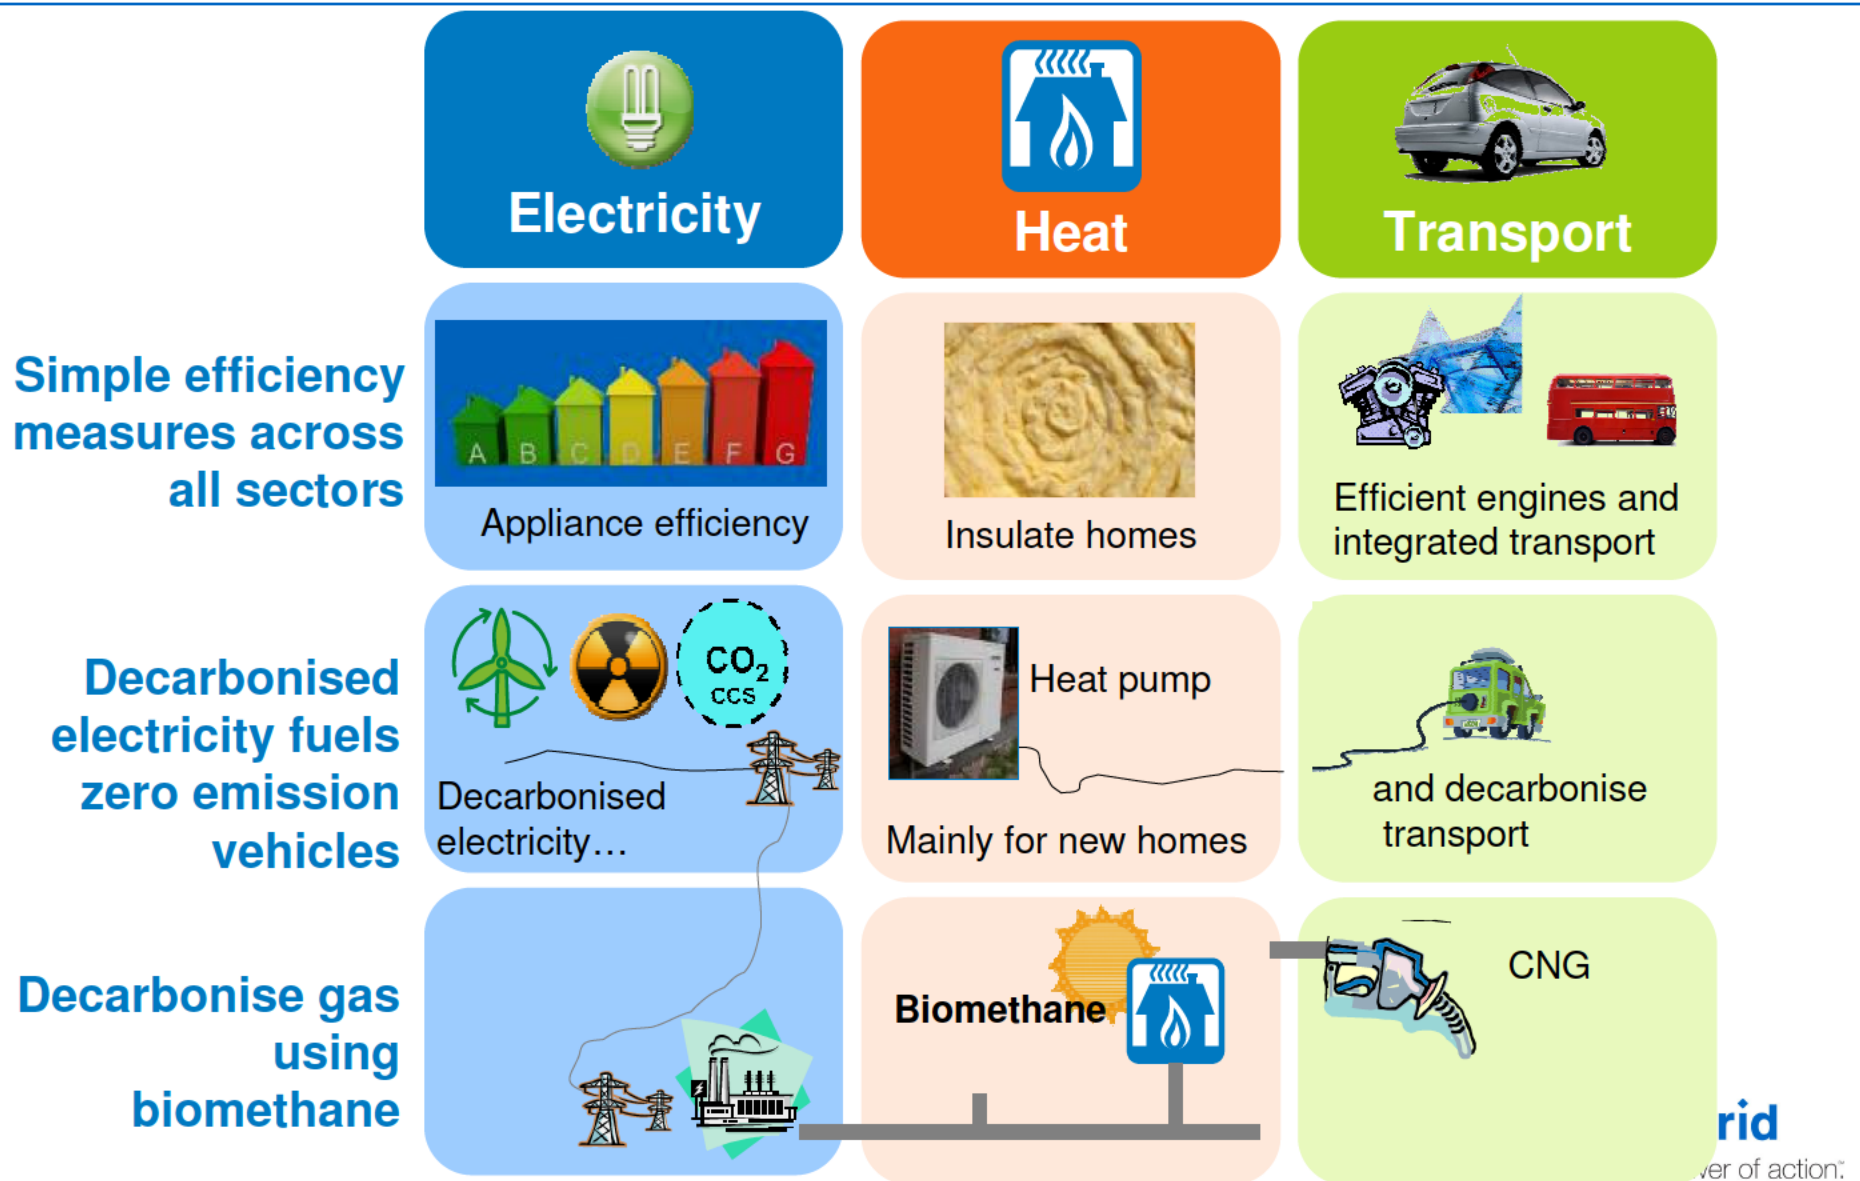 Electricity
Heat
Transport
Simple efficiency
measures across
all sectors
A B C D E F G
Appliance efficiency
Insulate homes
Efficient engines and
integrated transport
Decarbonised
electricity fuels
zero emission
vehicles
CO2
CCS
Decarbonised
electricity…
Heat pump
Mainly for new homes
and decarbonise
transport
Decarbonise gas
using
biomethane
Biomethane
CNG
rid
er of action.